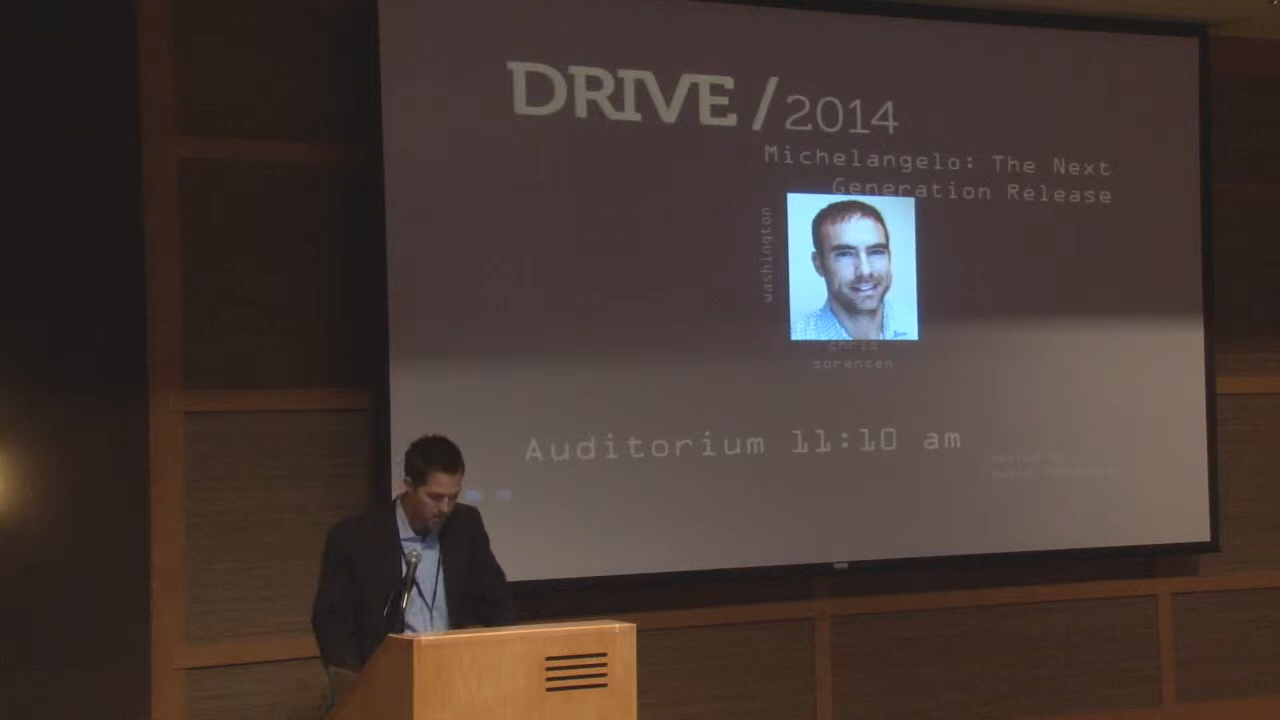 DRIVE / 2014
Michelangelo: The Next
Generation Release
washington
chris
sorensen
Auditorium 11:10 am